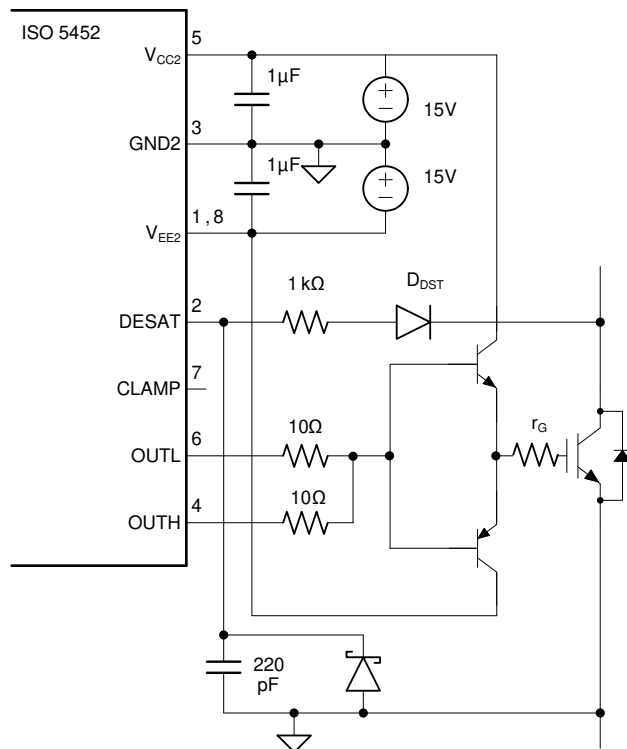 ISO 5452
5
VCC2
1μF
+
−
15V
3
GND2
1μF
+
−
15V
1, 8
VEE2
1 kΩ
DDST
2
DESAT
7
CLAMP
6
OUTL
10Ω
rG
4
OUTH
10Ω
220
pF